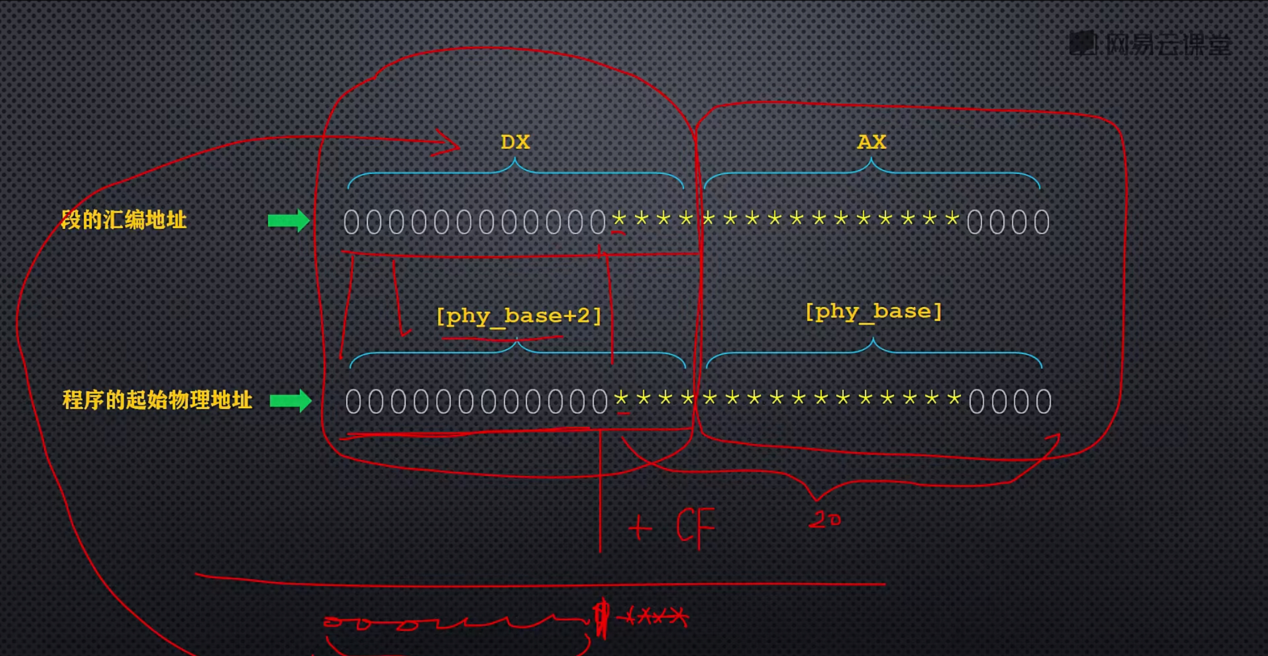 网易云课堂
DX AX
段的汇编地址 000000000000****************0000
[phy_base+2] [phy_base]
程序的起始物理地址 000000000000****************0000
+ CF 20